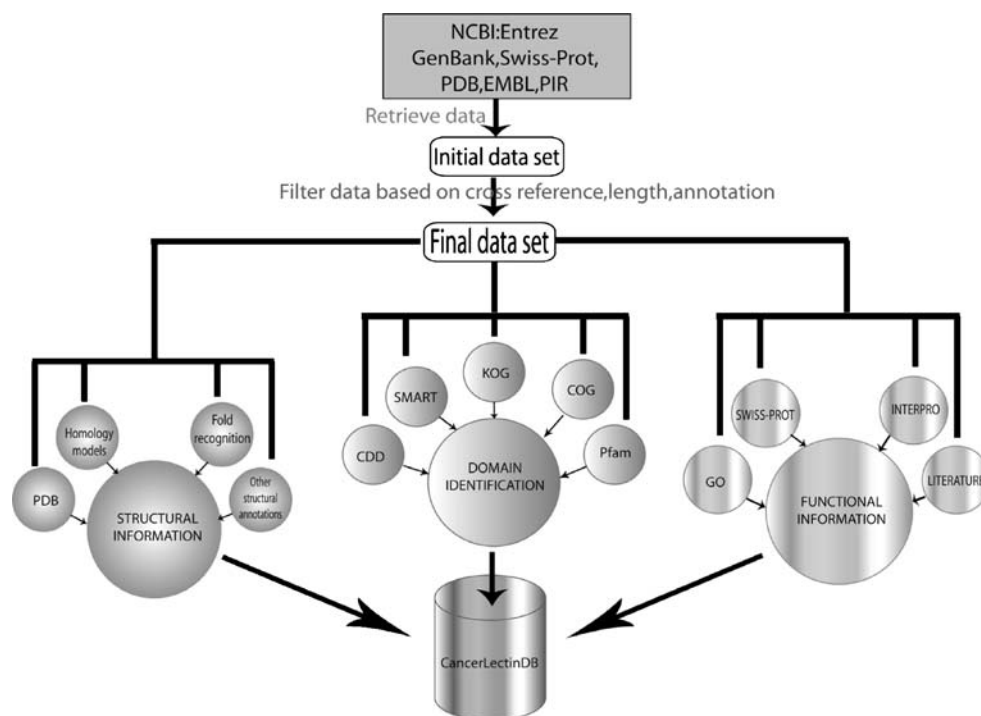 NCBI:Entrez
GenBank,Swiss-Prot,
PDB,EMBL,PIR
Retrieve data
Initial data set
Filter data based on cross reference,length,annotation
Final data set
PDB
Homology
models
Fold
recognition
Other
structural
annotations
STRUCTURAL
INFORMATION
CDD
SMART
KOG
COG
Pfam
DOMAIN
IDENTIFICATION
GO
SWISS-PROT
INTERPRO
LITERATURE
FUNCTIONAL
INFORMATION
CancerLectinDB